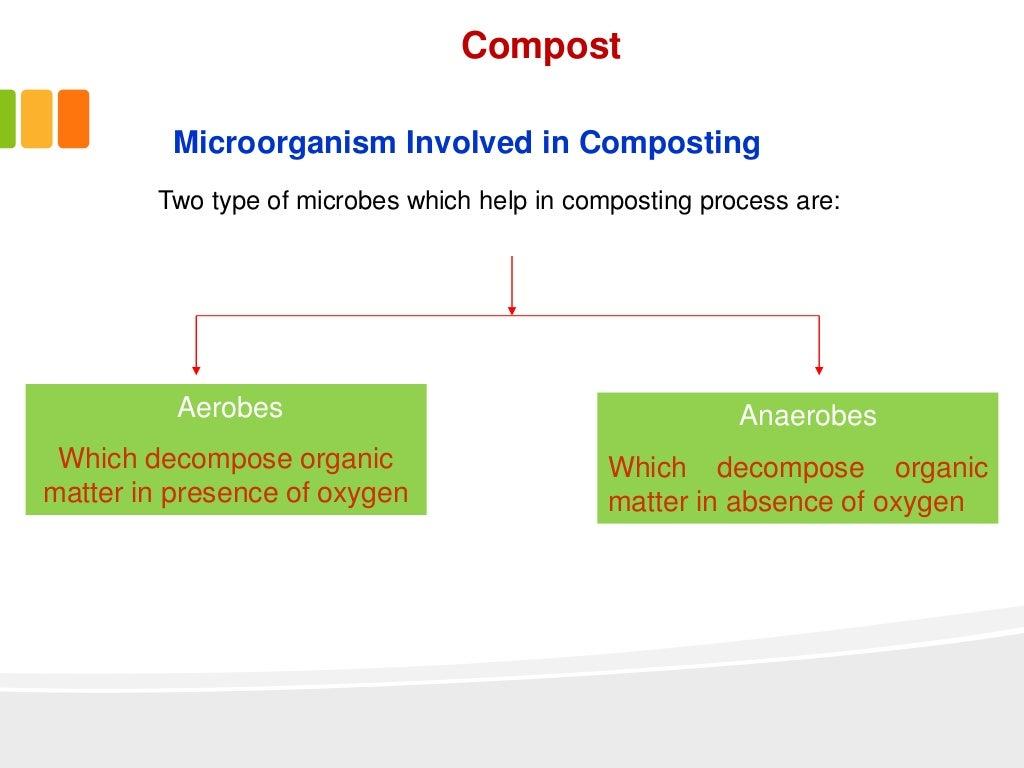 Compost
Microorganism Involved in Composting
Two type of microbes which help in composting process are:
Aerobes
Which decompose organic
matter in presence of oxygen
Anaerobes
Which decompose organic
matter in absence of oxygen